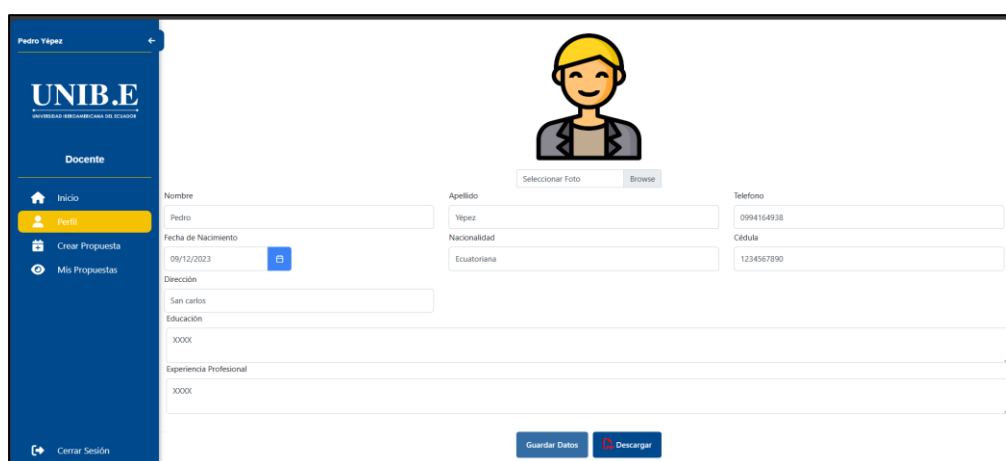 Pedro Yépez
UNIB.E
UNIVERSIDAD IBEROAMERICANA DEL ECUADOR
Docente
Inicio
Perfil
Crear Propuesta
Mis Propuestas
Cerrar Sesión
Seleccionar Foto Browse
Nombre Apellido Telefono
Pedro Yépez 0994164938
Fecha de Nacimiento Nacionalidad Cédula
09/12/2023 Ecuatoriana 1234567890
Dirección
San carlos
Educación
XXXX
Experiencia Profesional
XXXX
Guardar Datos Descargar